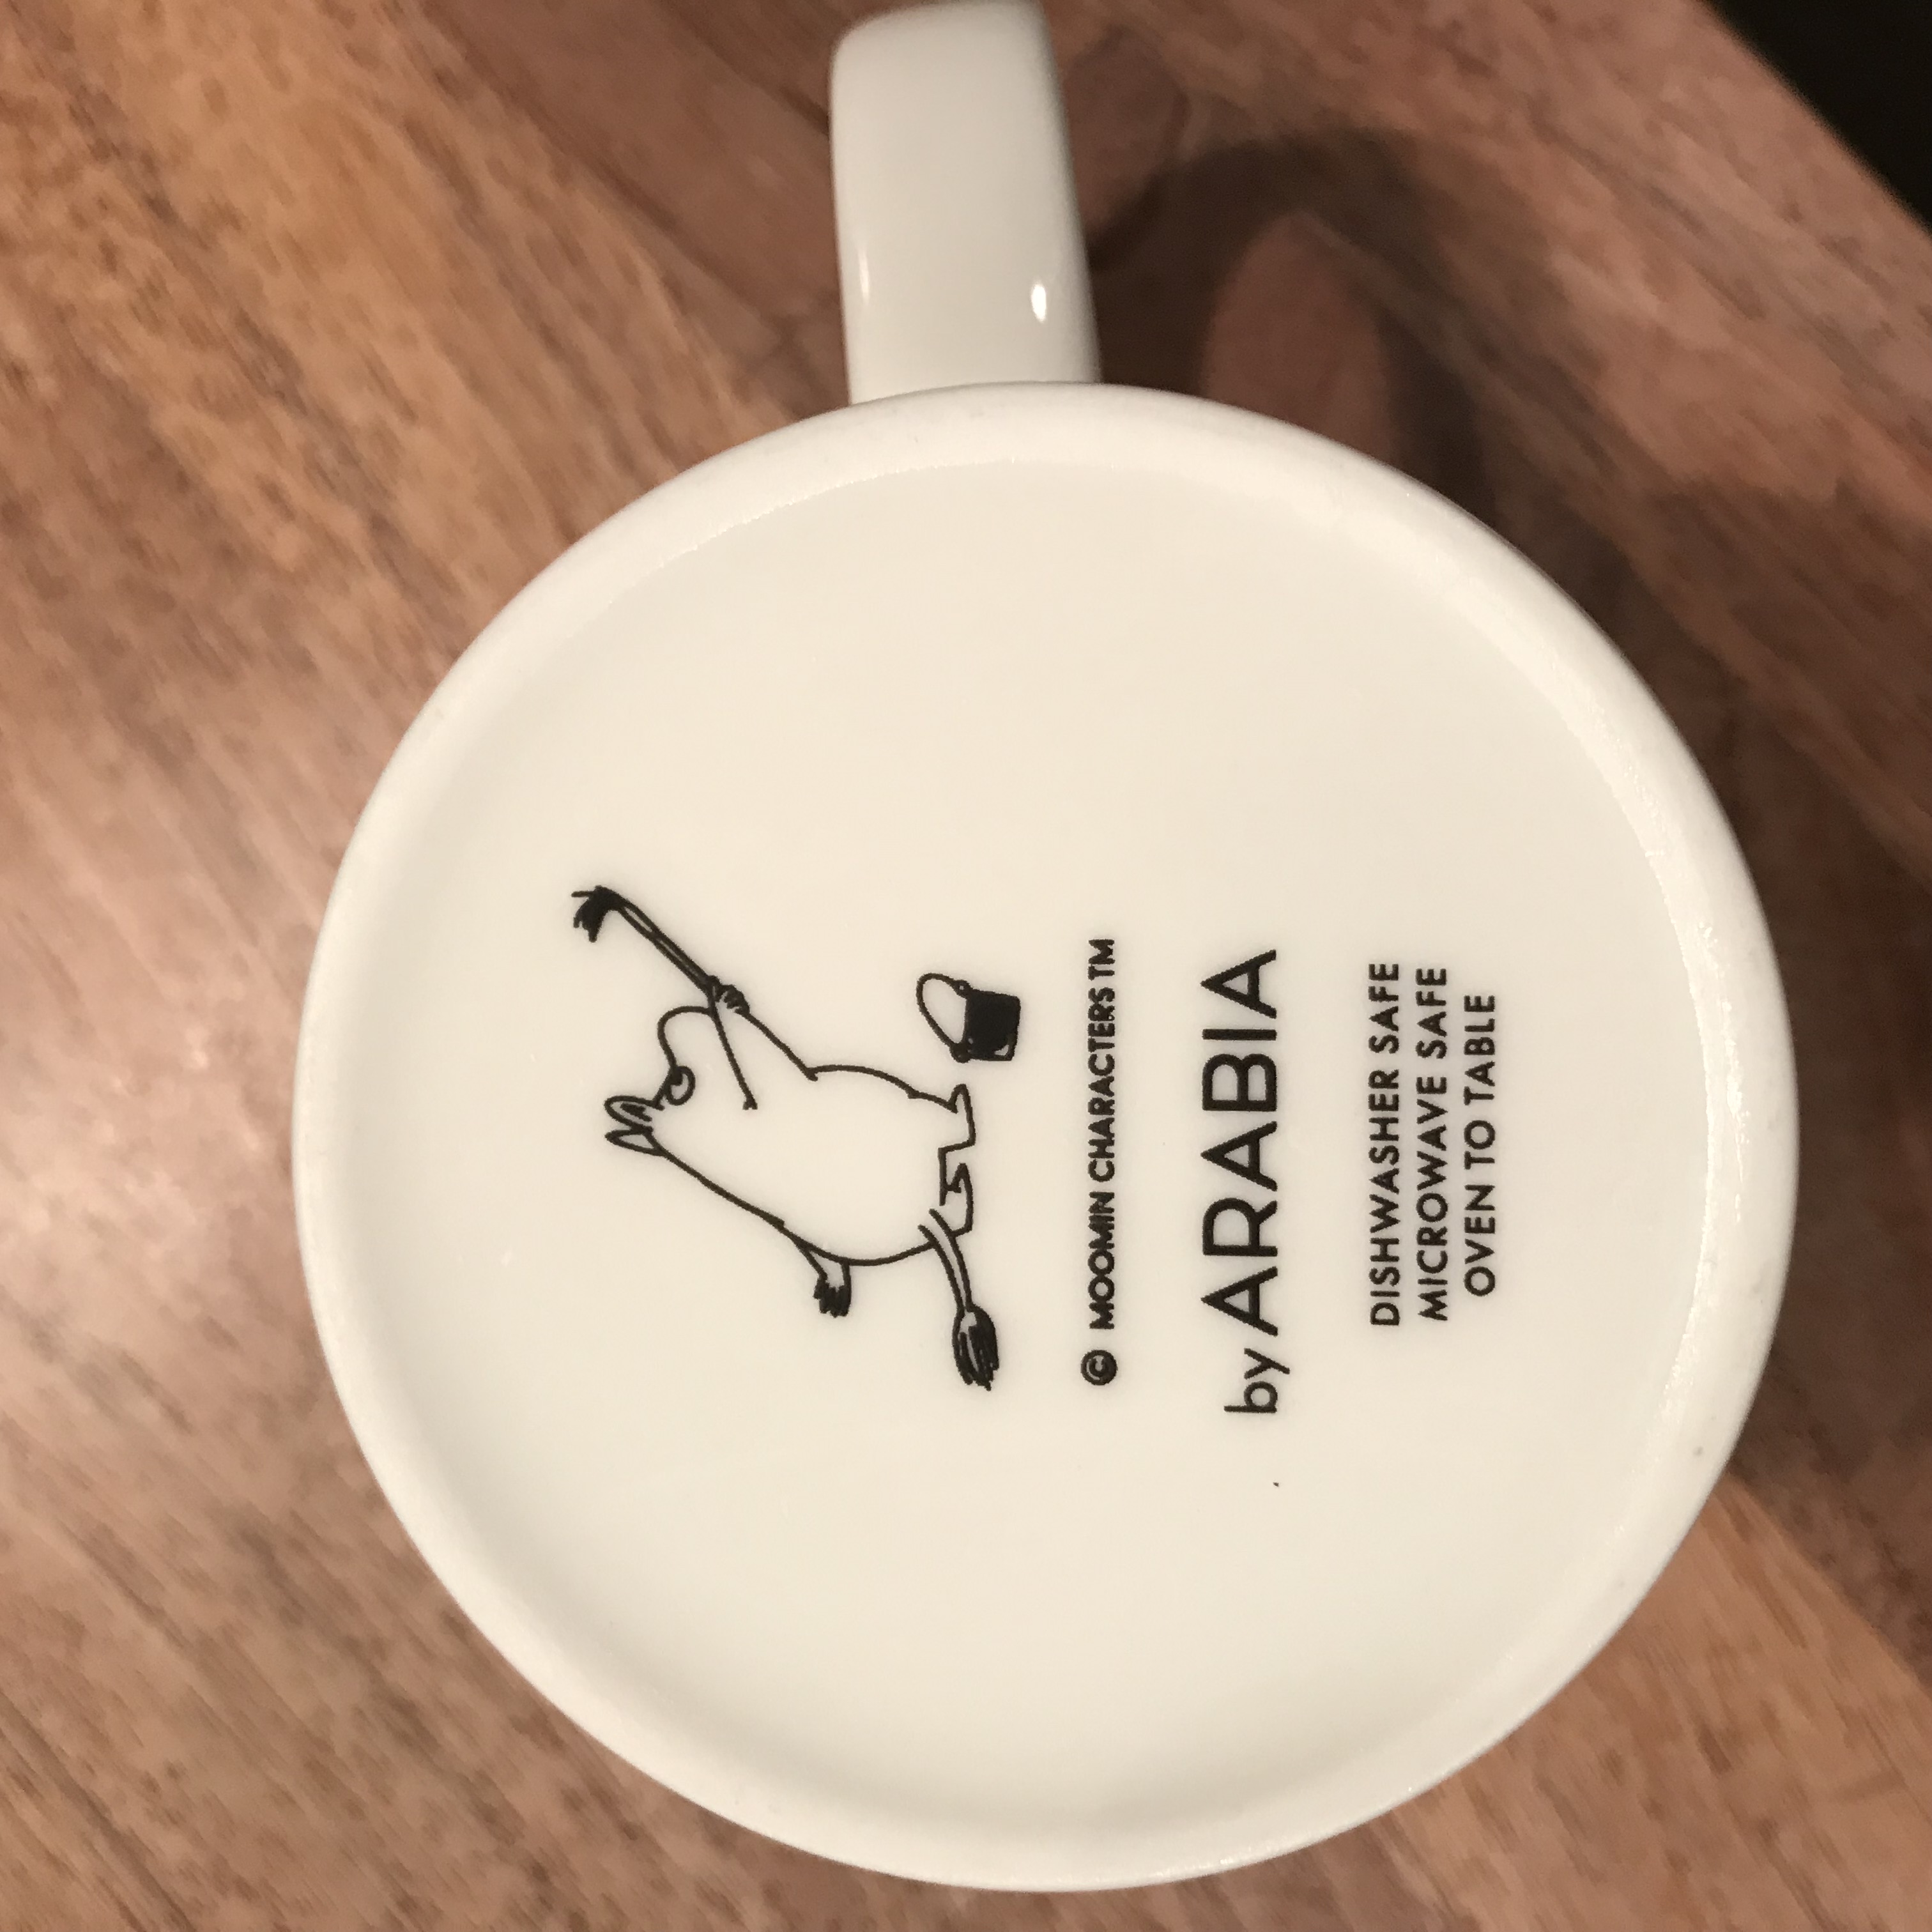 © MOOMIN CHARACTERS TM
by ARABIA
DISHWASHER SAFE
MICROWAVE SAFE
OVEN TO TABLE